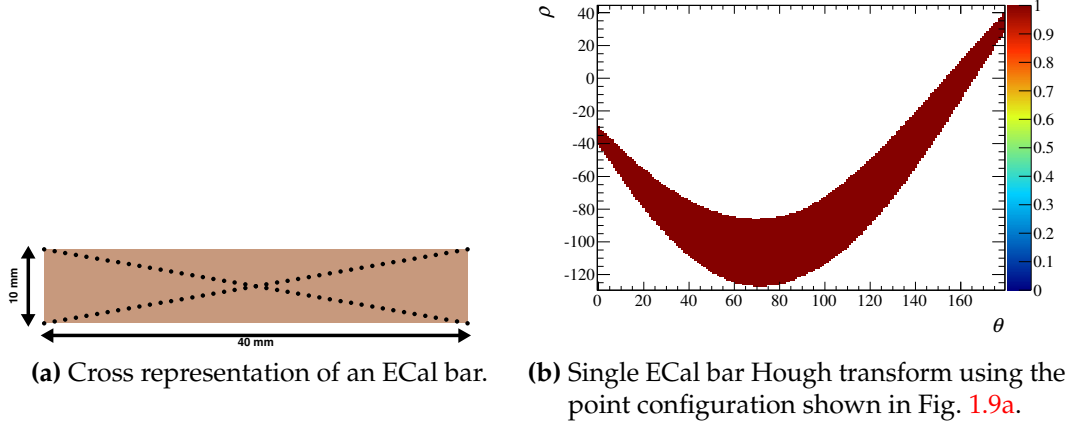 10 mm
40 mm
(a) Cross representation of an ECal bar.
ρ
40
20
0
-20
-40
-60
-80
-100
-120
0 20 40 60 80 100 120 140 160
θ
1
0.9
0.8
0.7
0.6
0.5
0.4
0.3
0.2
0.1
0
(b) Single ECal bar Hough transform using the
point configuration shown in Fig. 1.9a.